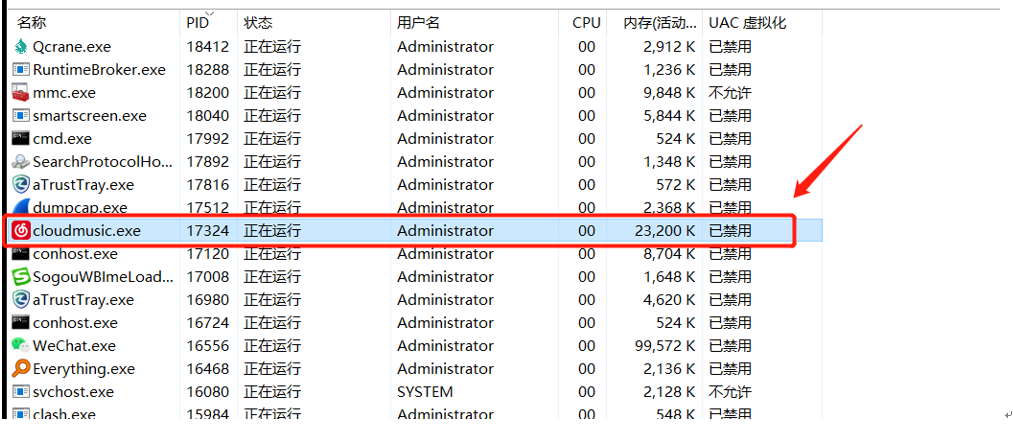 名称 PID 状态 用户名 CPU 内存(活动... UAC 虚拟化
Qcrane.exe 18412 正在运行 Administrator 00 2,912 K 已禁用
RuntimeBroker.exe 18288 正在运行 Administrator 00 1,236 K 已禁用
mmc.exe 18200 正在运行 Administrator 00 9,848 K 不允许
smartscreen.exe 18040 正在运行 Administrator 00 5,844 K 已禁用
cmd.exe 17992 正在运行 Administrator 00 524 K 已禁用
SearchProtocolHo... 17892 正在运行 Administrator 00 1,348 K 已禁用
aTrustTray.exe 17816 正在运行 Administrator 00 572 K 已禁用
dumpcap.exe 17512 正在运行 Administrator 00 2,368 K 已禁用
cloudmusic.exe 17324 正在运行 Administrator 00 23,200 K 已禁用
conhost.exe 17120 正在运行 Administrator 00 8,704 K 已禁用
SogouWBImeLoad... 17008 正在运行 Administrator 00 1,648 K 已禁用
aTrustTray.exe 16980 正在运行 Administrator 00 4,620 K 已禁用
conhost.exe 16724 正在运行 Administrator 00 524 K 已禁用
WeChat.exe 16556 正在运行 Administrator 00 99,572 K 已禁用
Everything.exe 16468 正在运行 Administrator 00 2,136 K 已禁用
svchost.exe 16080 正在运行 SYSTEM 00 2,128 K 不允许
clash.exe 15984 正在运行 Administrator 00 548 K 已禁用